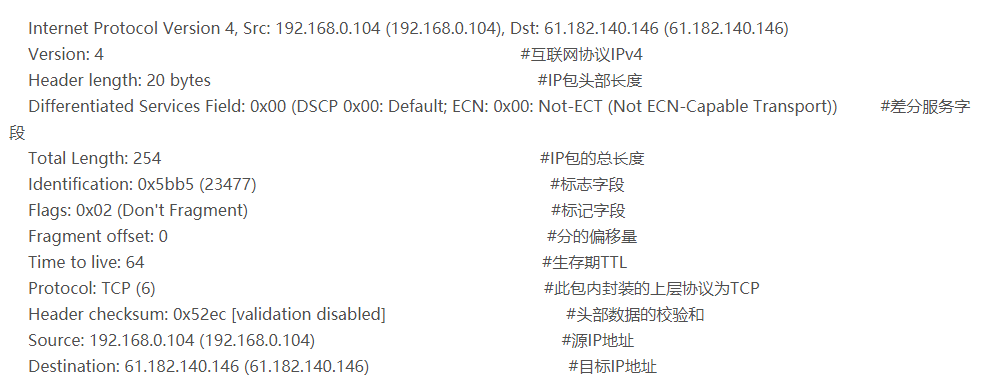 Internet Protocol Version 4, Src: 192.168.0.104 (192.168.0.104), Dst: 61.182.140.146 (61.182.140.146)
Version: 4 #互联网协议IPv4
Header length: 20 bytes #IP包头部长度
Differentiated Services Field: 0x00 (DSCP 0x00: Default; ECN: 0x00: Not-ECT (Not ECN-Capable Transport)) #差分服务字
段
Total Length: 254 #IP包的总长度
Identification: 0x5bb5 (23477) #标志字段
Flags: 0x02 (Don't Fragment) #标记字段
Fragment offset: 0 #分的偏移量
Time to live: 64 #生存期TTL
Protocol: TCP (6) #此包内封装的上层协议为TCP
Header checksum: 0x52ec [validation disabled] #头部数据的校验和
Source: 192.168.0.104 (192.168.0.104) #源IP地址
Destination: 61.182.140.146 (61.182.140.146) #目标IP地址